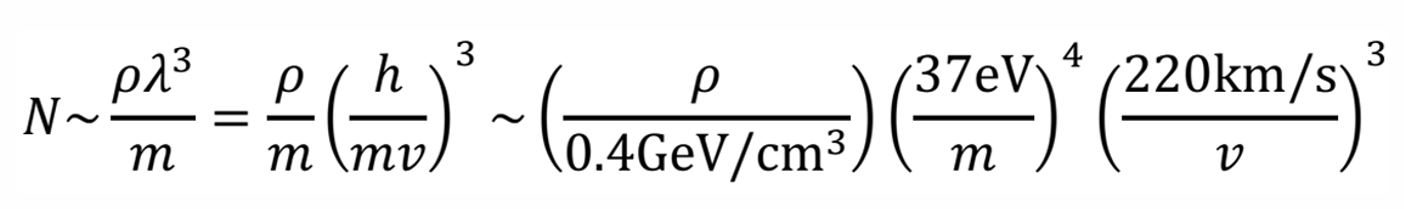 N~ρλ³/m = ρ/m (h/mv)³ ~ (ρ/0.4GeV/cm³) (37eV/m)⁴ (220km/s/v)³